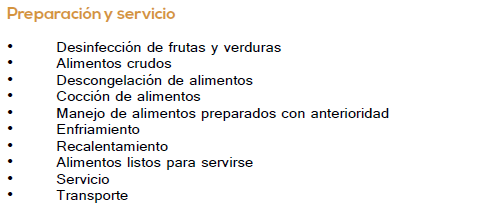 Preparación y servicio
• Desinfección de frutas y verduras
• Alimentos crudos
• Descongelación de alimentos
• Cocción de alimentos
• Manejo de alimentos preparados con anterioridad
• Enfriamiento
• Recalentamiento
• Alimentos listos para servirse
• Servicio
• Transporte